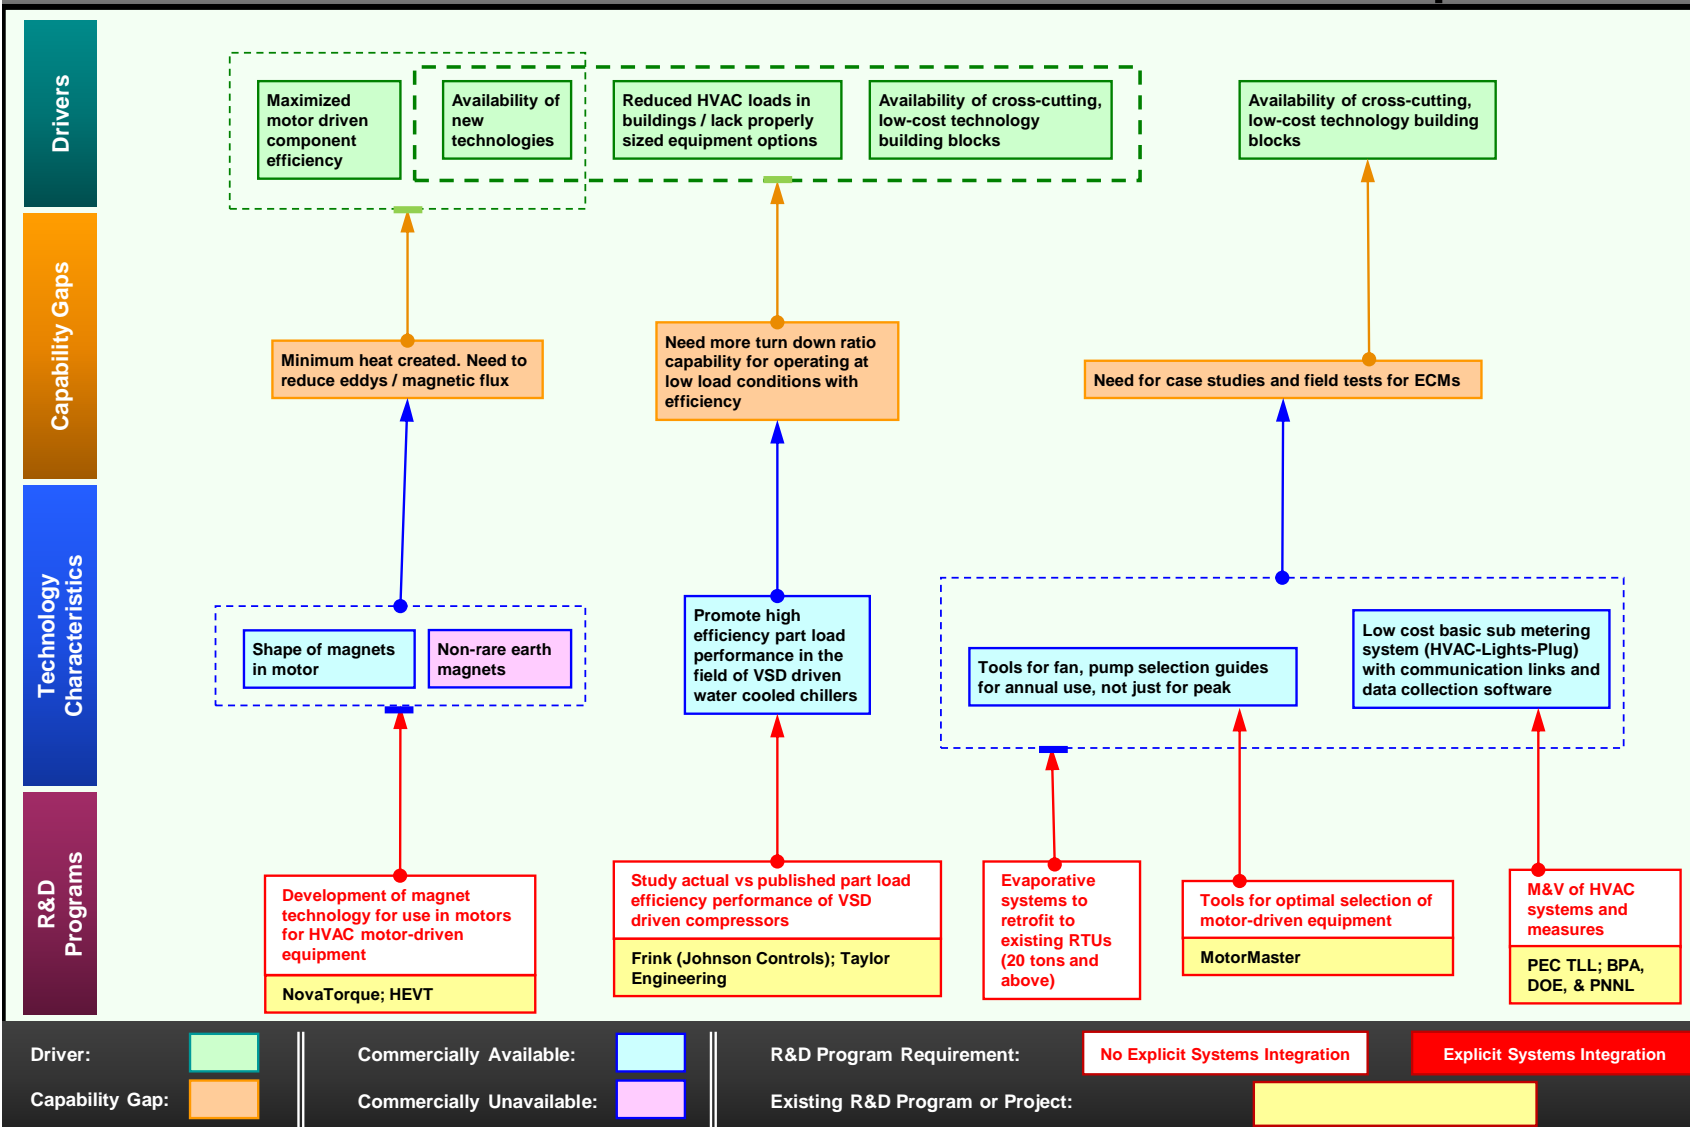 Drivers
Maximized
motor driven
component
efficiency
Availability of
new
technologies
Reduced HVAC loads in
buildings / lack properly
sized equipment options
Availability of cross-cutting,
low-cost technology
building blocks
Availability of cross-cutting,
low-cost technology building
blocks
Capability Gaps
Minimum heat created. Need to
reduce eddys / magnetic flux
Need more turn down ratio
capability for operating at
low load conditions with
efficiency
Need for case studies and field tests for ECMs
Technology
Characteristics
Shape of magnets
in motor
Non-rare earth
magnets
Promote high
efficiency part load
performance in the
field of VSD driven
water cooled chillers
Tools for fan, pump selection guides
for annual use, not just for peak
Low cost basic sub metering
system (HVAC-Lights-Plug)
with communication links and
data collection software
R&D
Programs
Development of magnet
technology for use in motors
for HVAC motor-driven
equipment
NovaTorque; HEVT
Study actual vs published part load
efficiency performance of VSD
driven compressors
Frink (Johnson Controls); Taylor
Engineering
Evaporative
systems to
retrofit to
existing RTUs
(20 tons and
above)
Tools for optimal selection of
motor-driven equipment
MotorMaster
M&V of HVAC
systems and
measures
PEC TLL; BPA,
DOE, & PNNL
Driver:
Capability Gap:
Commercially Available:
Commercially Unavailable:
R&D Program Requirement:
No Explicit Systems Integration
Explicit Systems Integration
Existing R&D Program or Project: